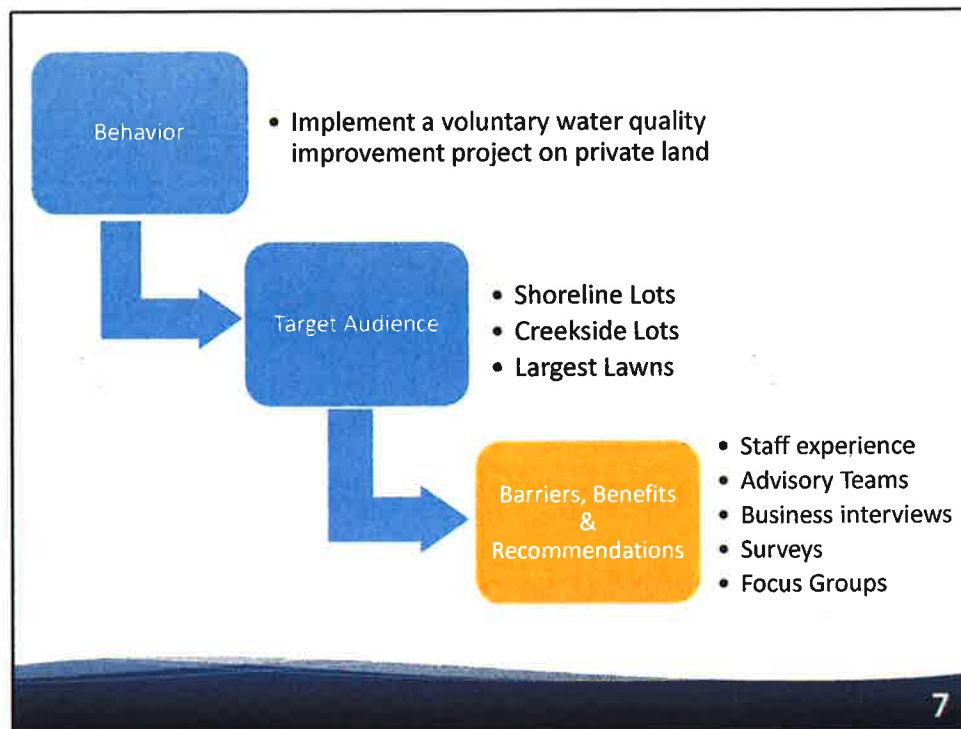 Behavior
• Implement a voluntary water quality
improvement project on private land
Target Audience
• Shoreline Lots
• Creekside Lots
• Largest Lawns
Barriers, Benefits
&
Recommendations
• Staff experience
• Advisory Teams
• Business interviews
• Surveys
• Focus Groups
7